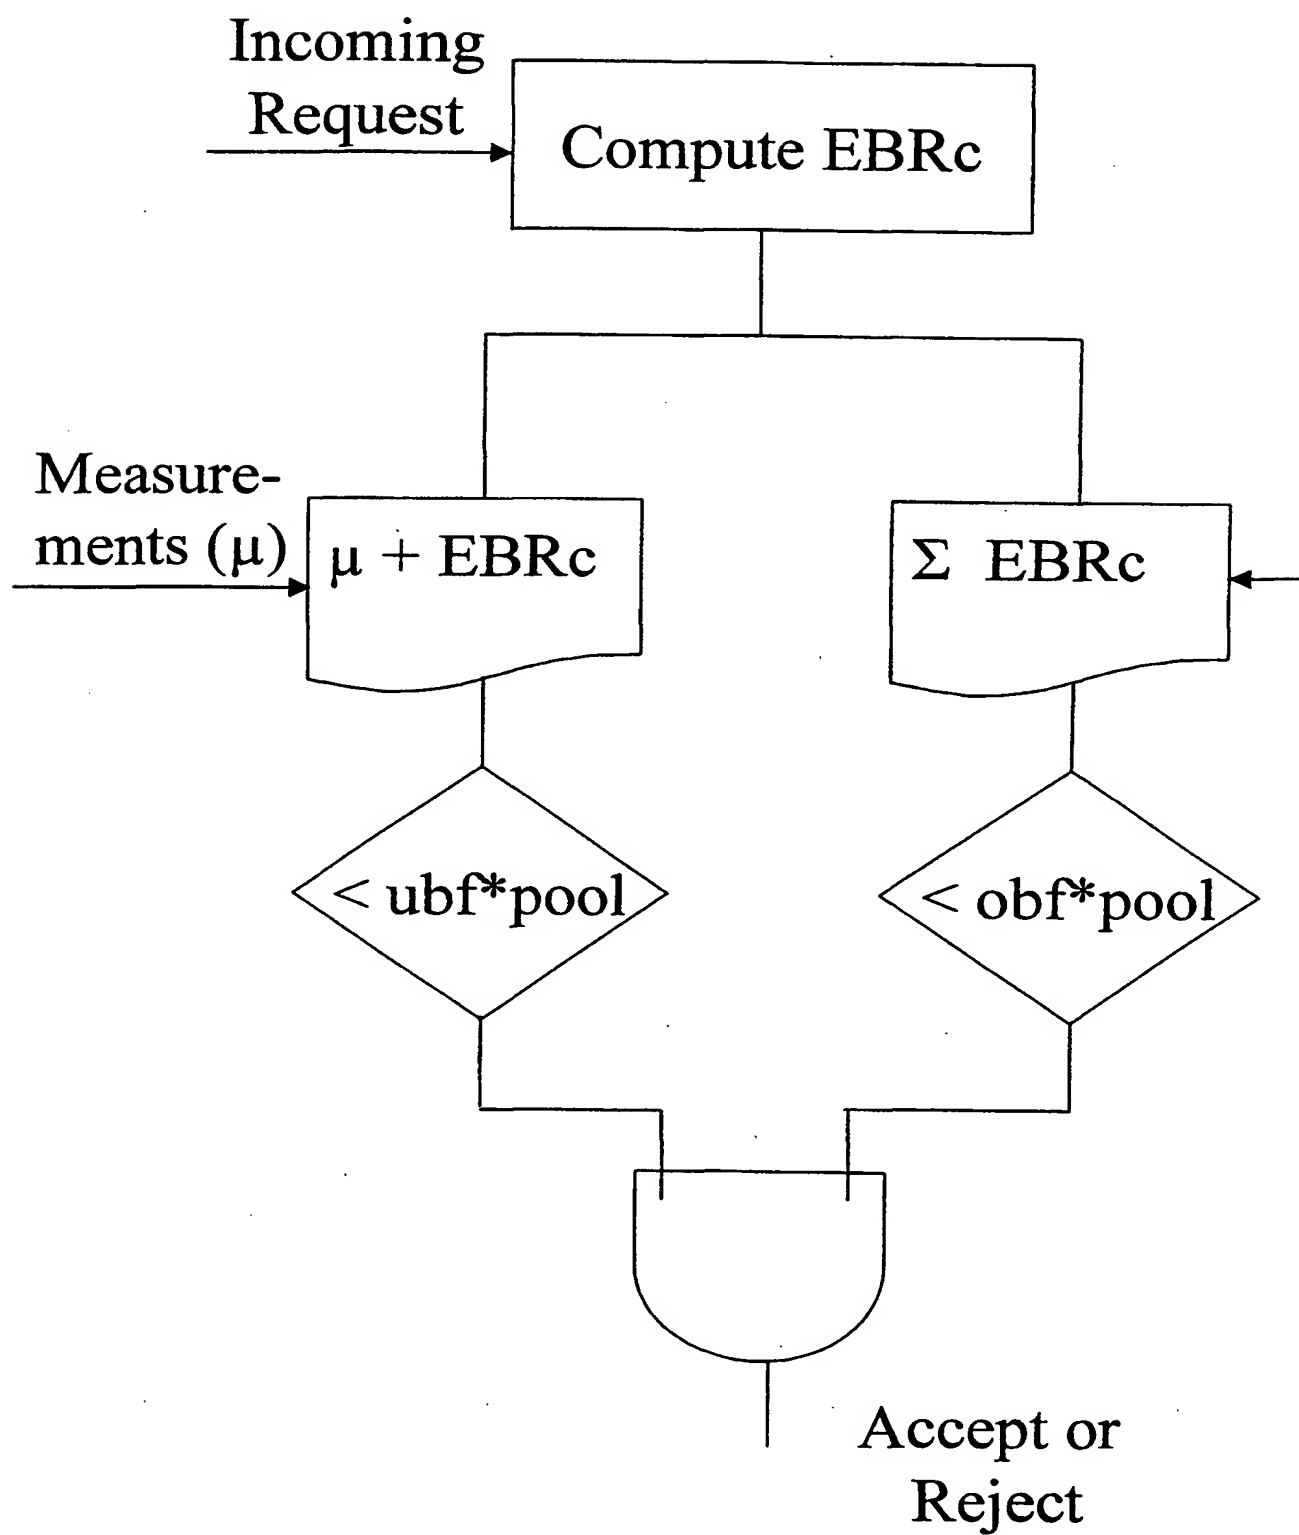 Incoming
Request
Compute EBRc
Measure-
ments (μ)
μ + EBRc
Σ EBRc
< ubf*pool
< obf*pool
Accept or
Reject